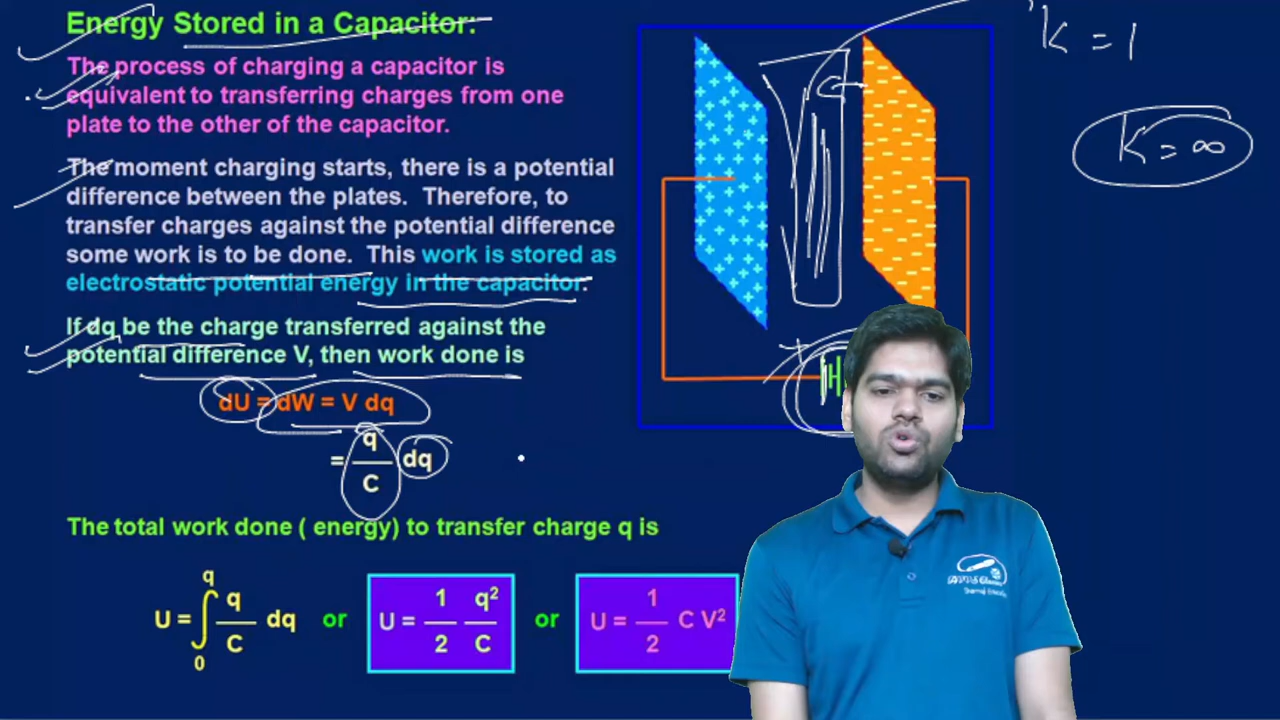 Energy Stored in a Capacitor:
The process of charging a capacitor is
equivalent to transferring charges from one
plate to the other of the capacitor.
The moment charging starts, there is a potential
difference between the plates. Therefore, to
transfer charges against the potential difference
some work is to be done. This work is stored as
electrostatic potential energy in the capacitor.
If dq be the charge transferred against the
potential difference V, then work done is
dU = dW = V dq
= q/C dq
The total work done ( energy) to transfer charge q is
U = ∫₀^q q/C dq or U = 1/2 q²/C or U = 1/2 C V²
K = 1
K = ∞